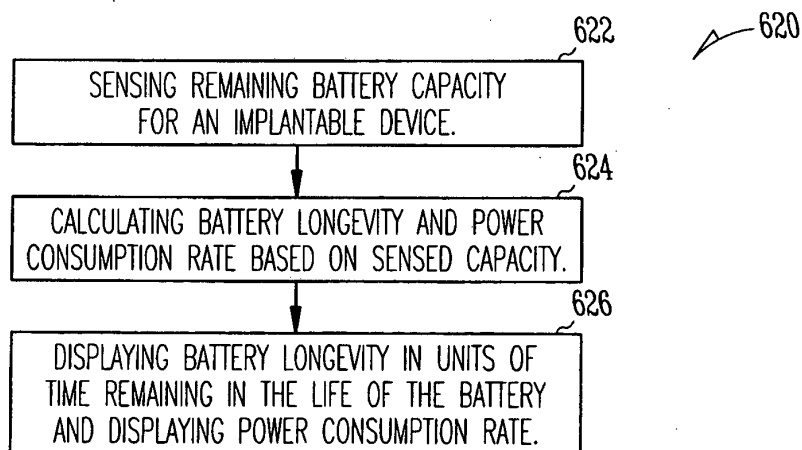 620
622
SENSING REMAINING BATTERY CAPACITY
FOR AN IMPLANTABLE DEVICE.
624
CALCULATING BATTERY LONGEVITY AND POWER
CONSUMPTION RATE BASED ON SENSED CAPACITY.
626
DISPLAYING BATTERY LONGEVITY IN UNITS OF
TIME REMAINING IN THE LIFE OF THE BATTERY
AND DISPLAYING POWER CONSUMPTION RATE.